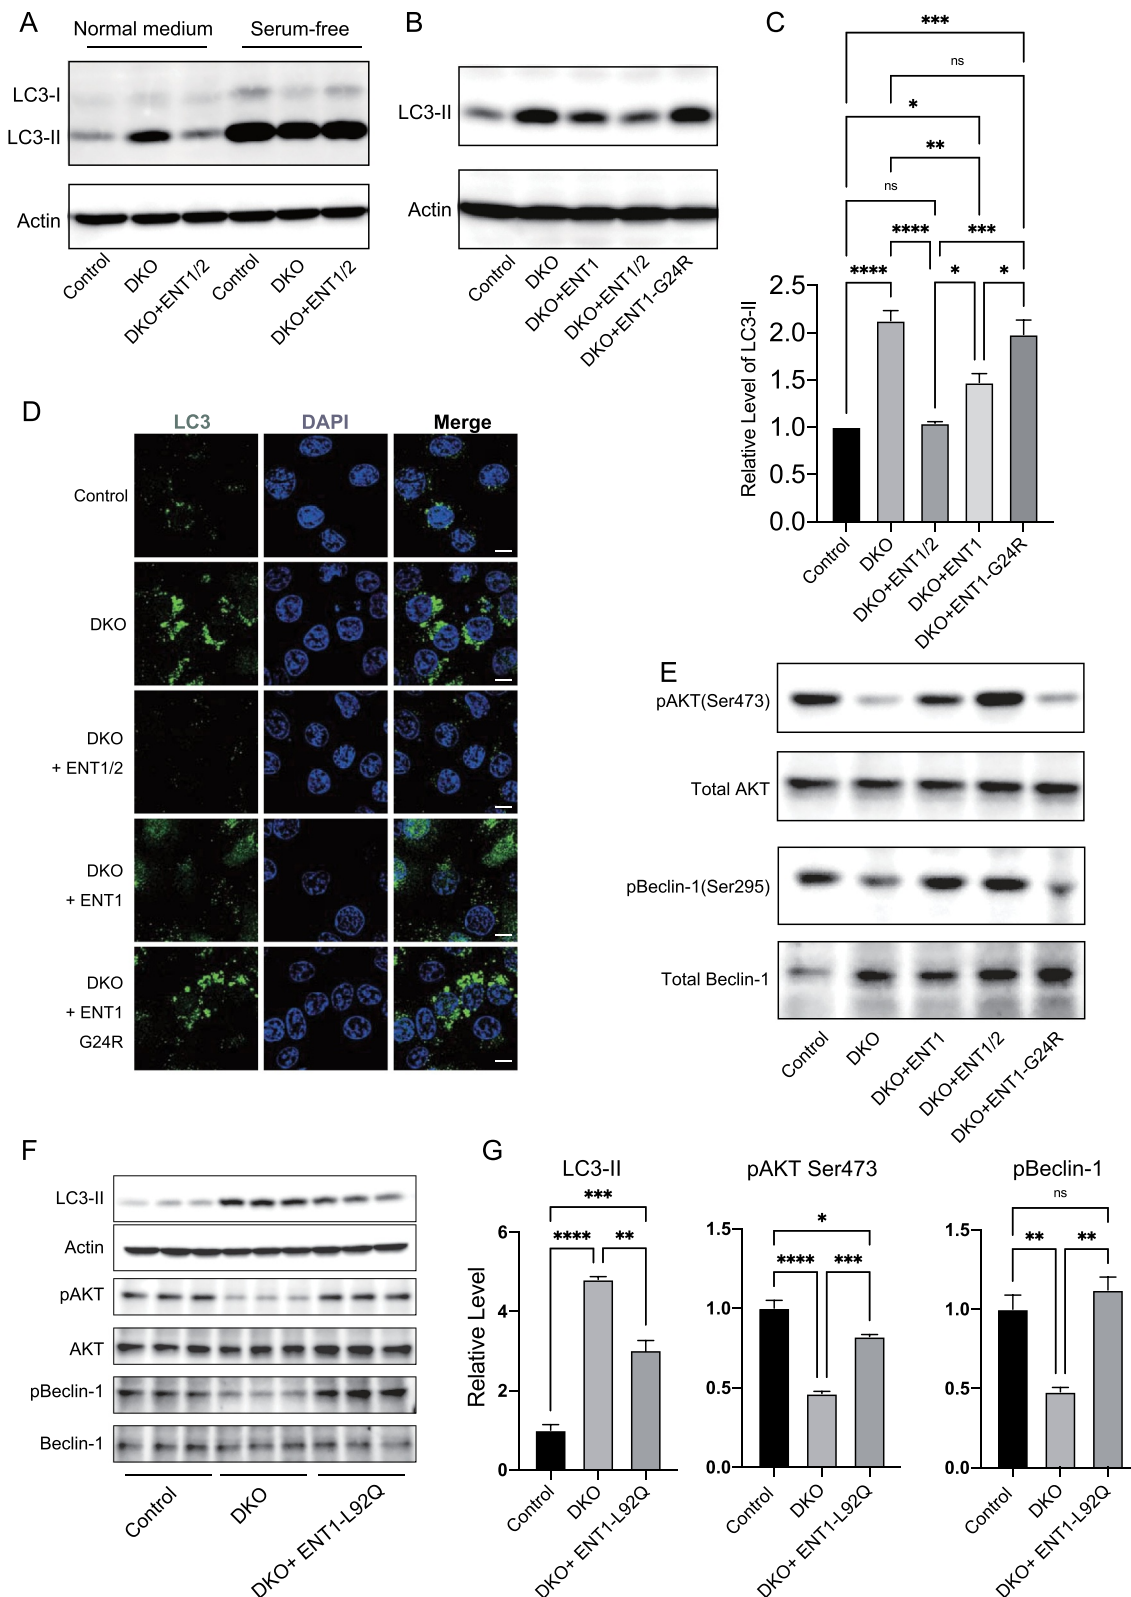 A
Normal medium
Serum-free
LC3-I
LC3-II
Actin
Control
DKO
DKO+ENT1/2
Control
DKO
DKO+ENT1/2
B
LC3-II
Actin
Control
DKO
DKO+ENT1
DKO+ENT1/2
DKO+ENT1-G24R
C
***
ns
*
**
ns
****
***
****
*
*
Relative Level of LC3-II
2.5
2.0
1.5
1.0
0.5
0.0
Control
DKO
DKO+ENT1/2
DKO+ENT1
DKO+ENT1-G24R
D
LC3
DAPI
Merge
Control
DKO
DKO
+ ENT1/2
DKO
+ ENT1
DKO
+ ENT1
G24R
E
pAKT(Ser473)
Total AKT
pBeclin-1(Ser295)
Total Beclin-1
Control
DKO
DKO+ENT1
DKO+ENT1/2
DKO+ENT1-G24R
F
LC3-II
Actin
pAKT
AKT
pBeclin-1
Beclin-1
Control
DKO
DKO+ ENT1-L92Q
G
LC3-II
***
****
**
Relative Level
6
4
2
0
Control
DKO
DKO+ ENT1-L92Q
pAKT Ser473
*
****
***
1.5
1.0
0.5
0.0
Control
DKO
DKO+ ENT1-L92Q
pBeclin-1
ns
**
**
1.5
1.0
0.5
0.0
Control
DKO
DKO+ ENT1-L92Q